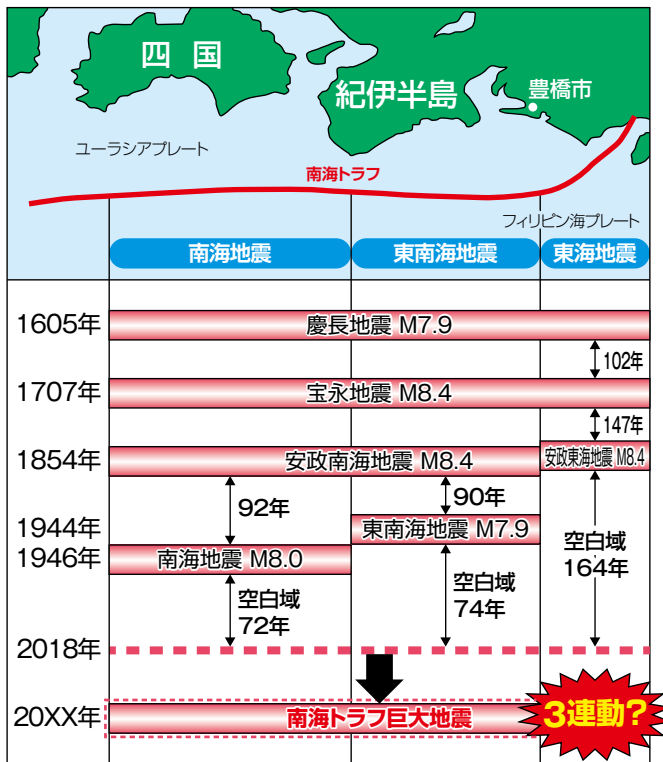 四国
紀伊半島
豊橋市
ユーラシアプレート
南海トラフ
フィリピン海プレート
南海地震 東南海地震 東海地震
1605年 慶長地震 M7.9
102年
1707年 宝永地震 M8.4
147年
1854年 安政南海地震 M8.4 安政東海地震 M8.4
92年 90年
1944年 東南海地震 M7.9
1946年 南海地震 M8.0
空白域
164年
空白域
72年
空白域
74年
2018年
20XX年 南海トラフ巨大地震 3連動?